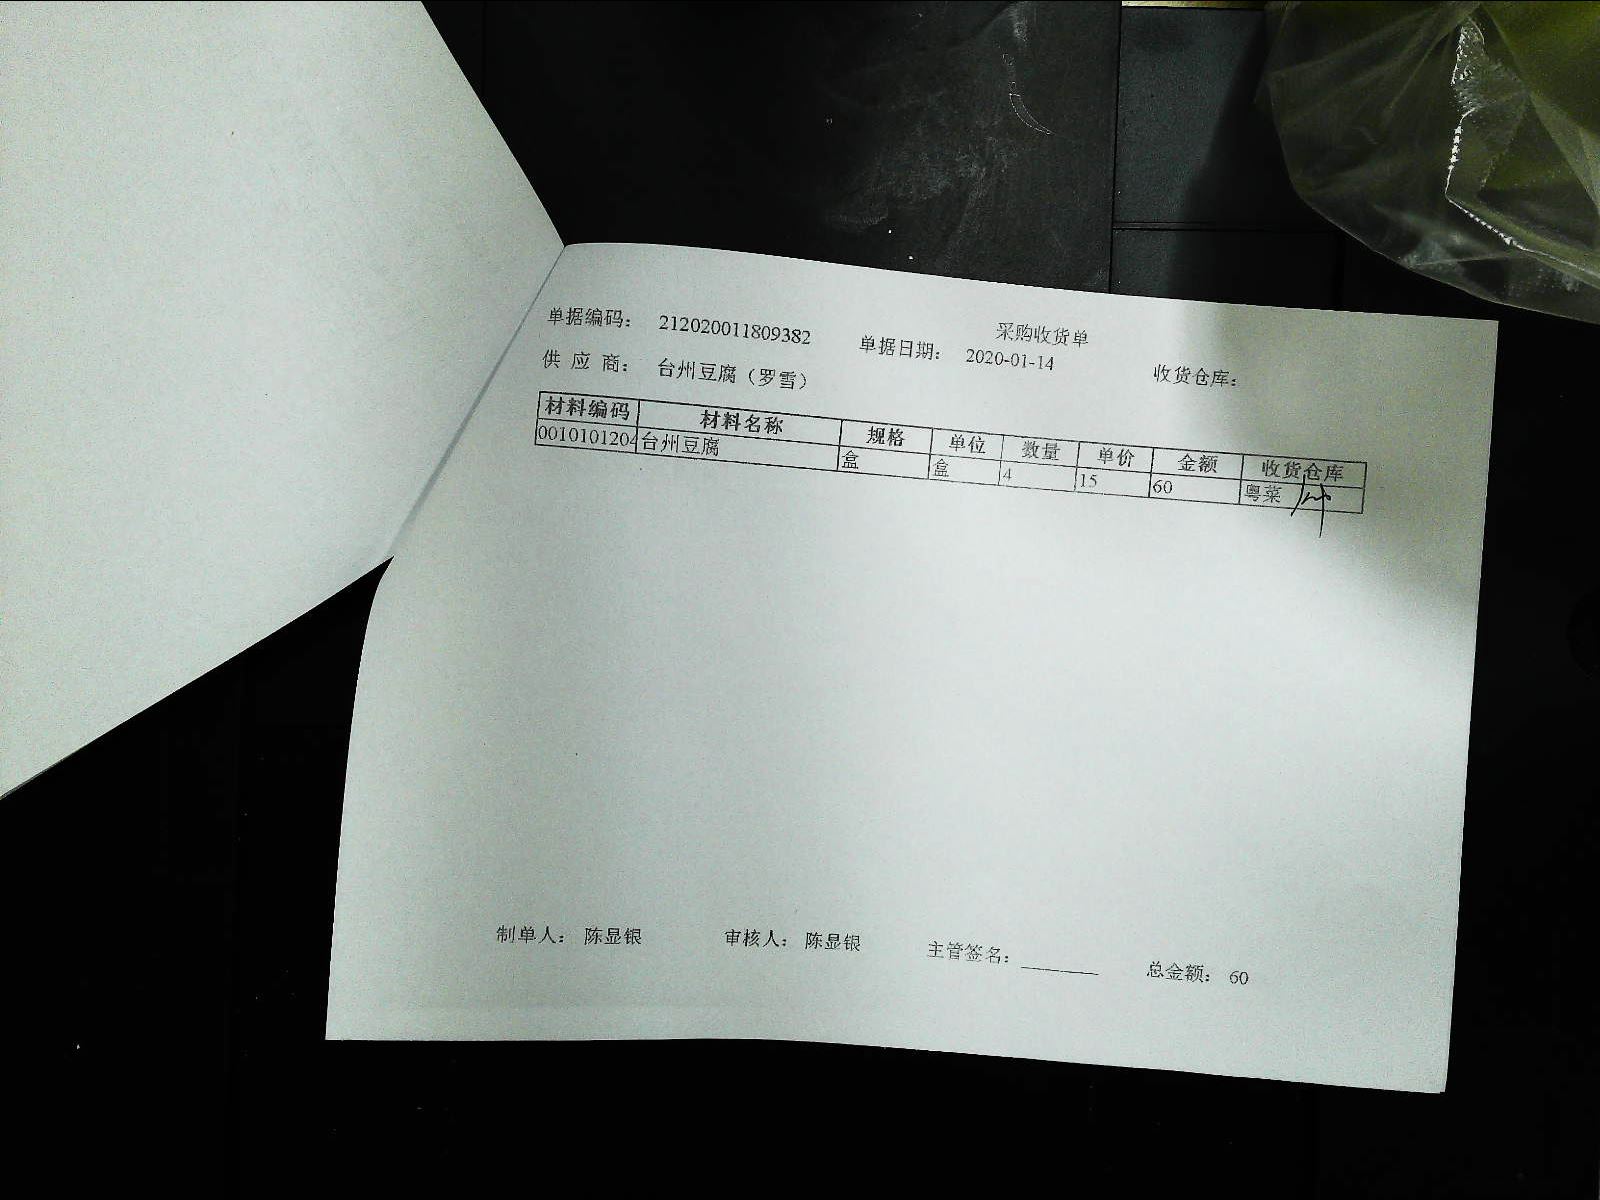 采购收货单
单据编码： 212020011809382 单据日期： 2020-01-14 收货仓库：
供 应 商： 台州豆腐（罗雪）
材料编码 材料名称 规格 单位 数量 单价 金额 收货仓库
0010101204 台州豆腐 盒 盒 4 15 60 粤菜
制单人： 陈显银 审核人： 陈显银 主管签名： 总金额： 60